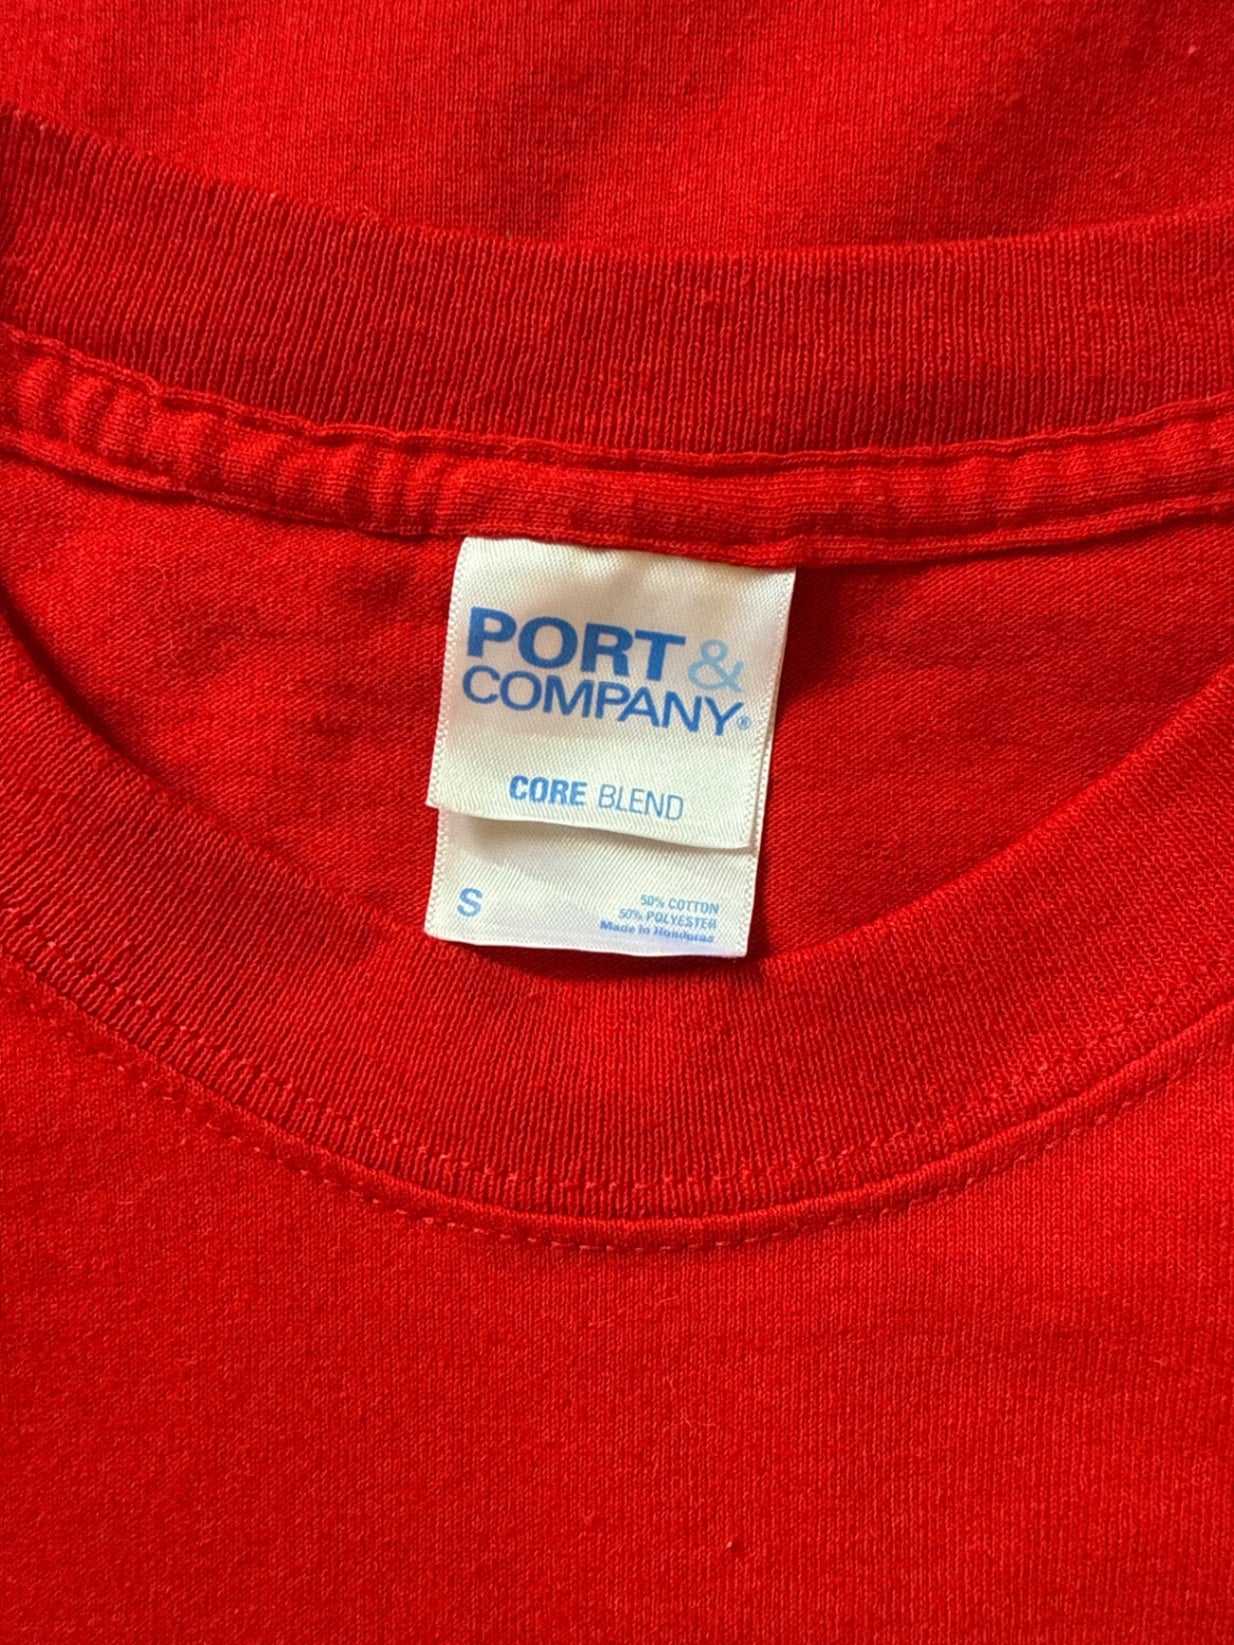 PORT &
COMPANY®
CORE BLEND
S
50% COTTON
50% POLYESTER
Made in Honduras